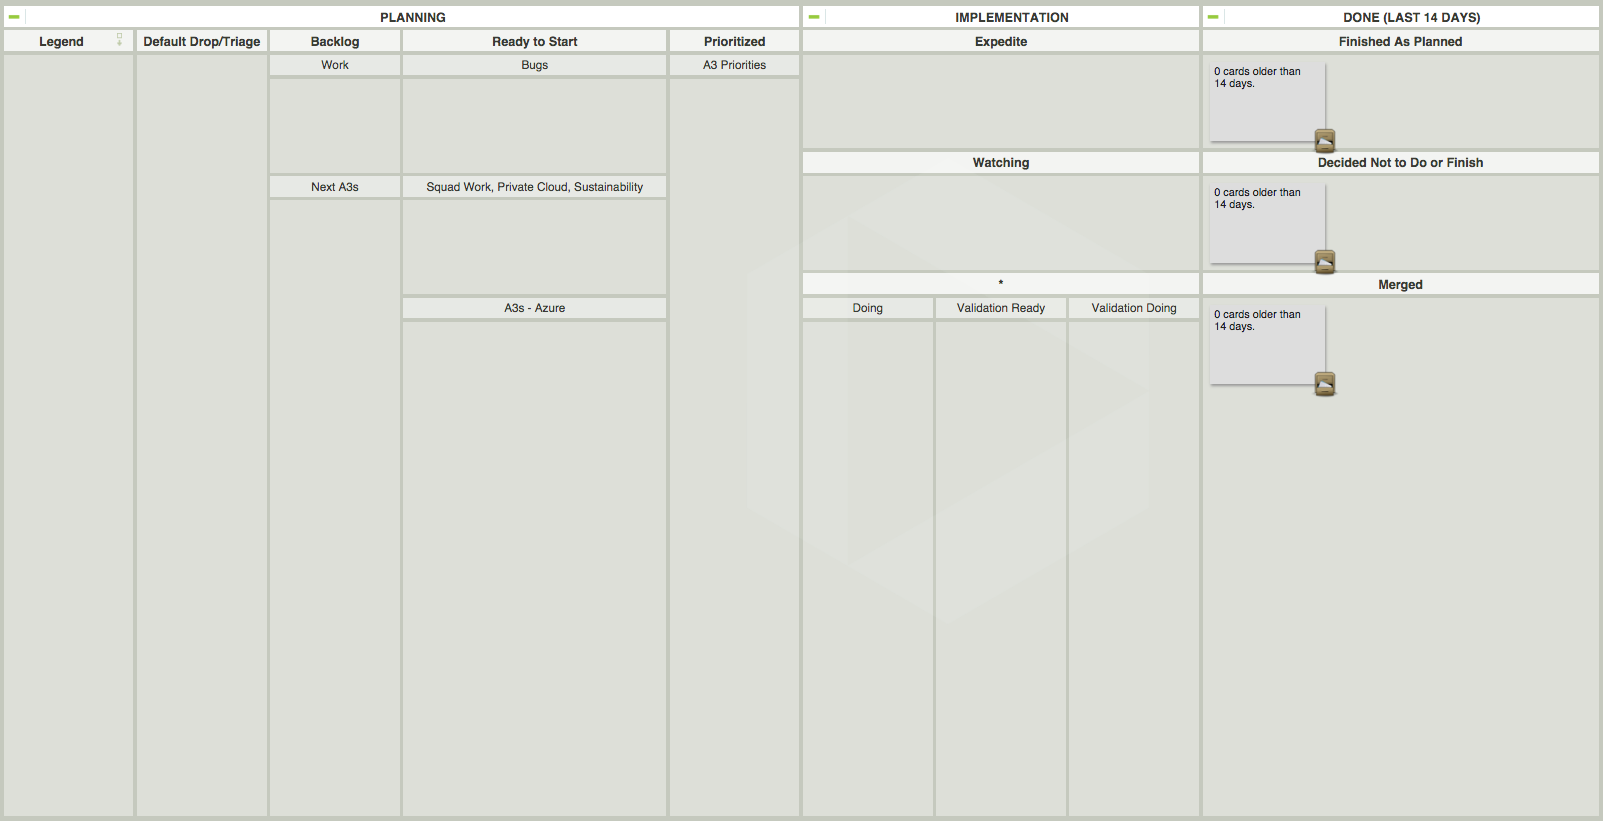 PLANNING
IMPLEMENTATION
DONE (LAST 14 DAYS)
Legend
Default Drop/Triage
Backlog
Ready to Start
Prioritized
Expedite
Finished As Planned
Work
Bugs
A3 Priorities
0 cards older than
14 days.
Watching
Decided Not to Do or Finish
Next A3s
Squad Work, Private Cloud, Sustainability
0 cards older than
14 days.
*
Merged
A3s - Azure
Doing
Validation Ready
Validation Doing
0 cards older than
14 days.